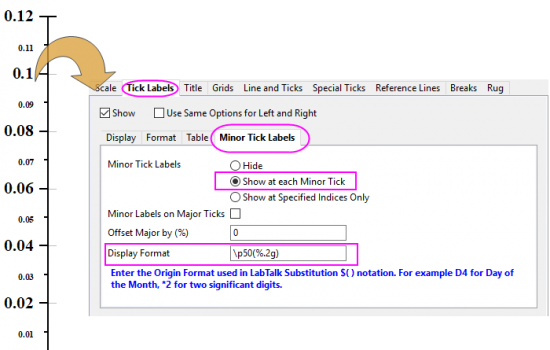 0.12
0.11
0.1
0.09
0.08
0.07
0.06
0.05
0.04
0.03
0.02
0.01
Scale Tick Labels Title Grids Line and Ticks Special Ticks Reference Lines Breaks Rug
Show Use Same Options for Left and Right
Display Format Table Minor Tick Labels
Minor Tick Labels Hide
Show at each Minor Tick
Show at Specified Indices Only
Minor Labels on Major Ticks
Offset Major by (%) 0
Display Format \p50(%.2g)
Enter the Origin Format used in LabTalk Substitution $( ) notation. For example D4 for Day of
the Month, *2 for two significant digits.